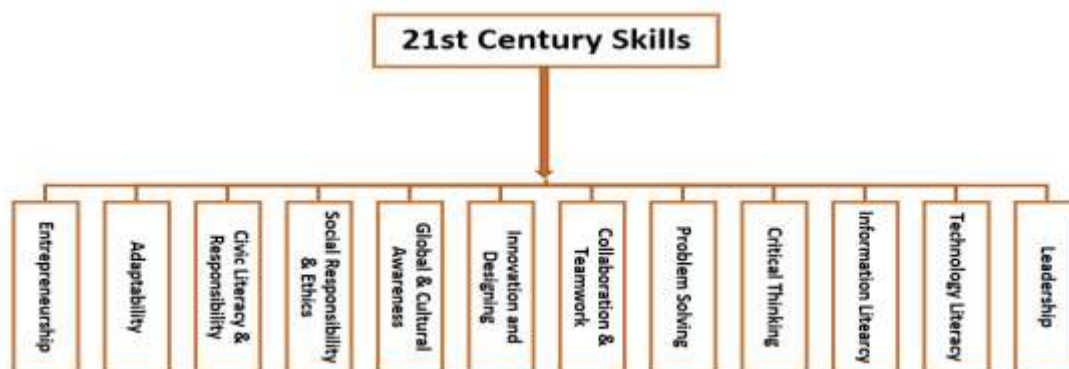 21st Century Skills
Entrepreneurship
Adaptability
Civic Literacy &
Responsibility
Social Responsibility
& Ethics
Global & Cultural
Awareness
Innovation and
Designing
Collaboration &
Teamwork
Problem Solving
Critical Thinking
Information Litearcy
Technology Literacy
Leadership